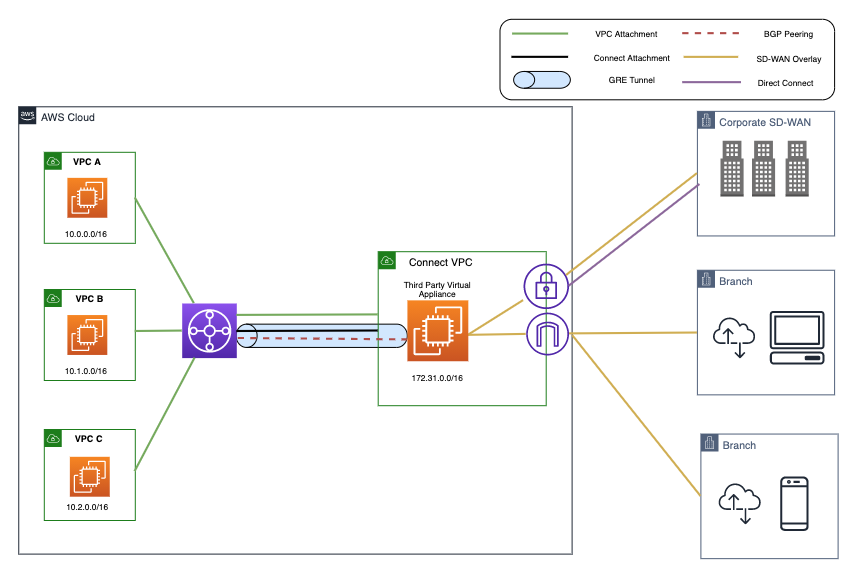 VPC Attachment
BGP Peering
Connect Attachment
SD-WAN Overlay
GRE Tunnel
Direct Connect
aws
AWS Cloud
Corporate SD-WAN
VPC A
10.0.0.0/16
Connect VPC
Third Party Virtual
Appliance
172.31.0.0/16
VPC B
10.1.0.0/16
Branch
VPC C
10.2.0.0/16
Branch